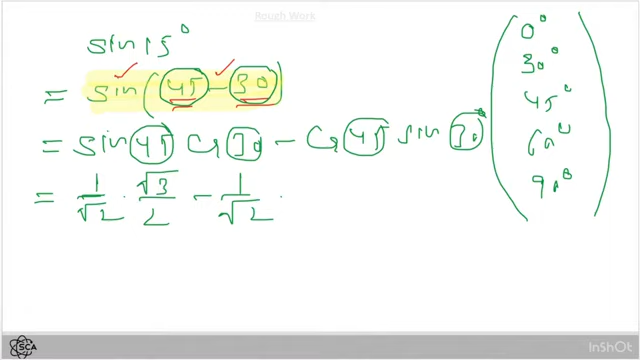 Rough Work
sin 15°
= sin (45 - 30)
= sin 45 Cos 30 - Cos 45 sin 30°
= 1/√2 · √3/2 - 1/√2 ·
0°
30°
45°
60°
90°
SCA
InShOt